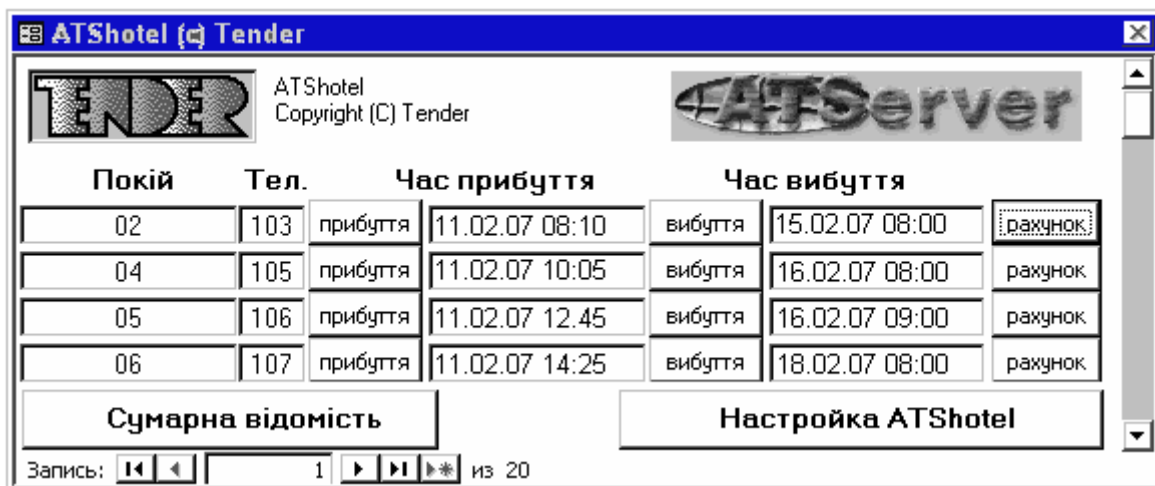 ATShotel (c) Tender
TENDER
ATShotel
Copyright (C) Tender
ATServer
Покій Тел. Час прибуття Час вибуття
02 103 прибуття 11.02.07 08:10 вибуття 15.02.07 08:00 рахунок
04 105 прибуття 11.02.07 10:05 вибуття 16.02.07 08:00 рахунок
05 106 прибуття 11.02.07 12.45 вибуття 16.02.07 09:00 рахунок
06 107 прибуття 11.02.07 14:25 вибуття 18.02.07 08:00 рахунок
Сумарна відомість Настройка ATShotel
Запись: 1 из 20